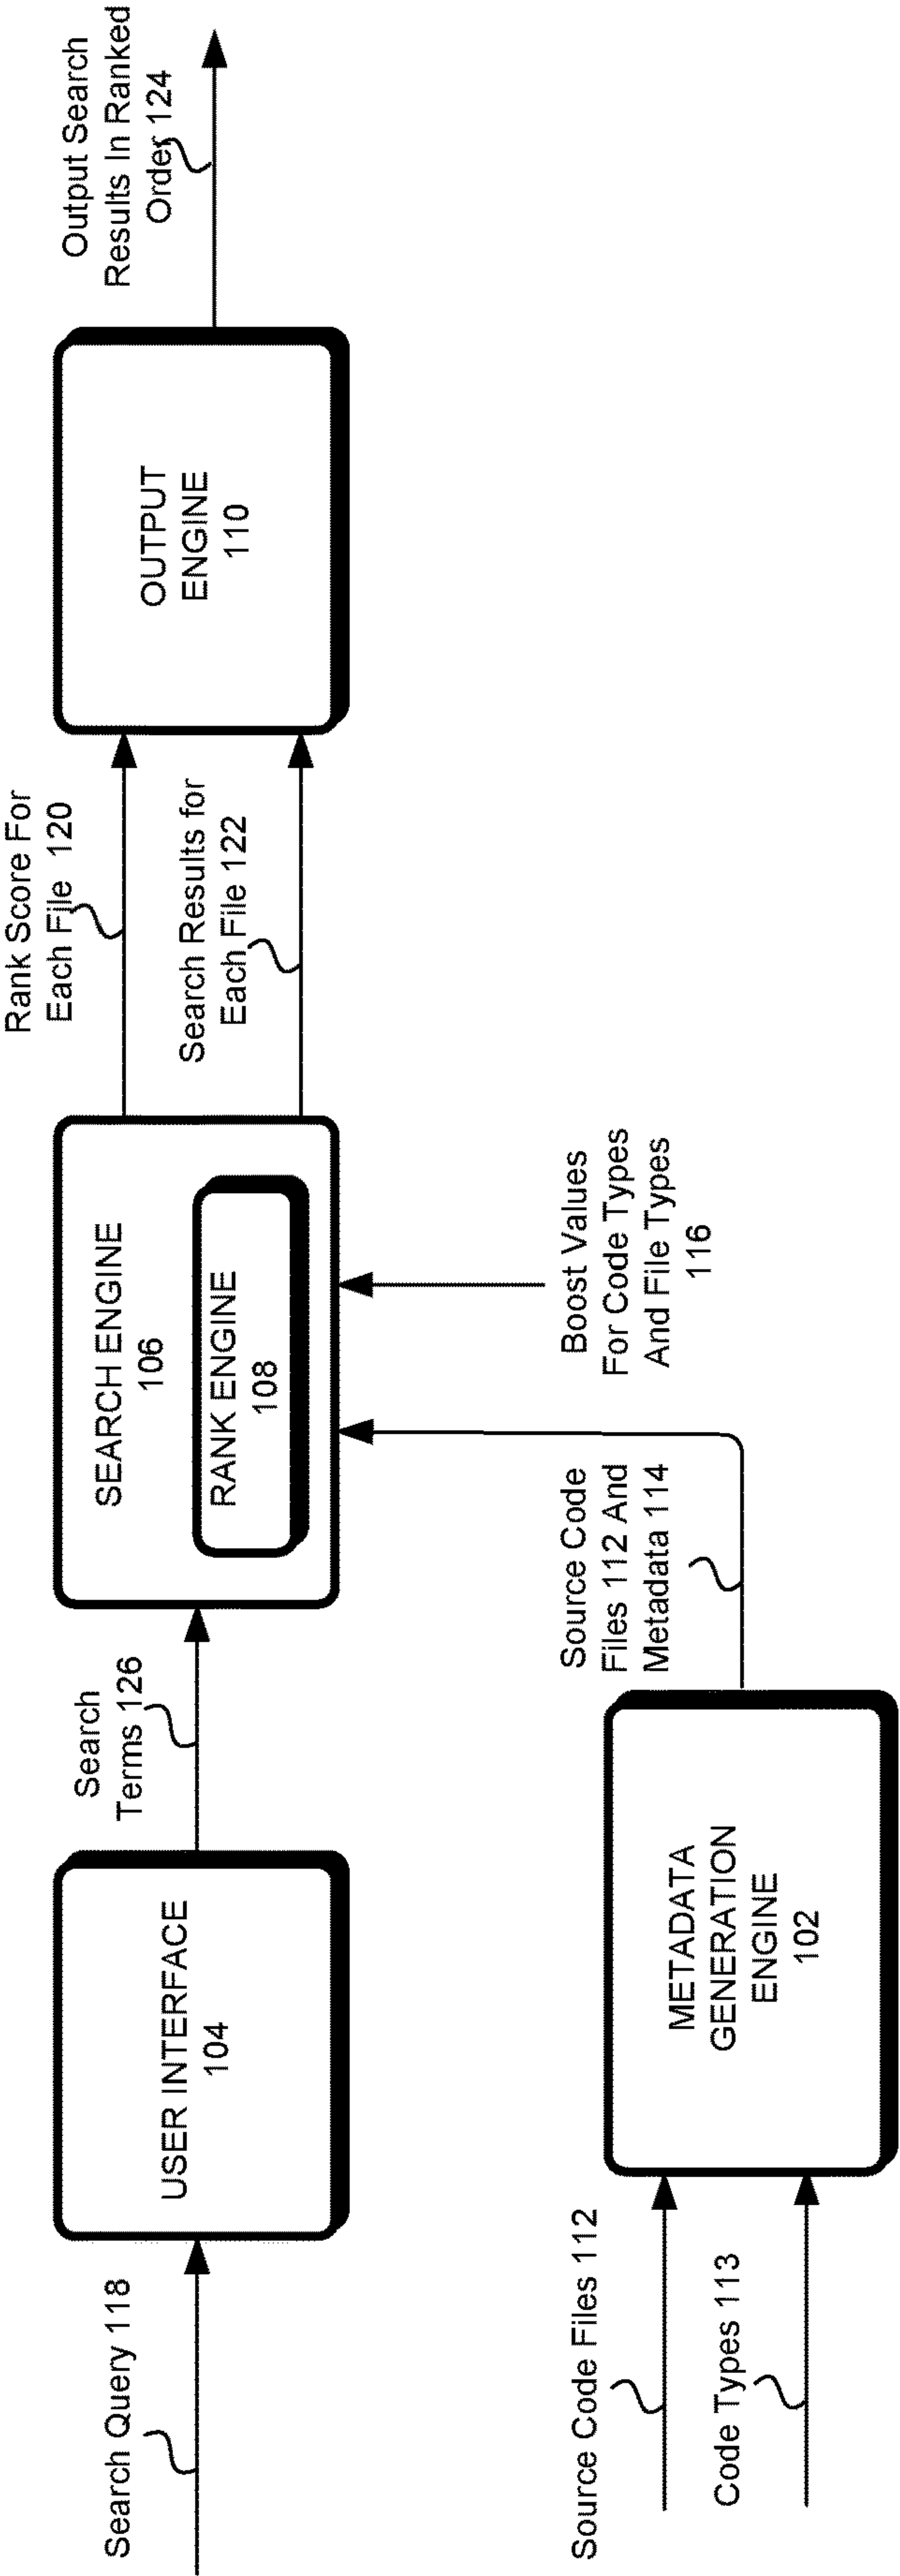 Search Query 118
USER INTERFACE
104
Search
Terms 126
SEARCH ENGINE
106
RANK ENGINE
108
Rank Score For
Each File 120
Search Results for
Each File 122
OUTPUT
ENGINE
110
Output Search
Results In Ranked
Order 124
Source Code Files 112
Code Types 113
METADATA
GENERATION
ENGINE
102
Source Code
Files 112 And
Metadata 114
Boost Values
For Code Types
And File Types
116